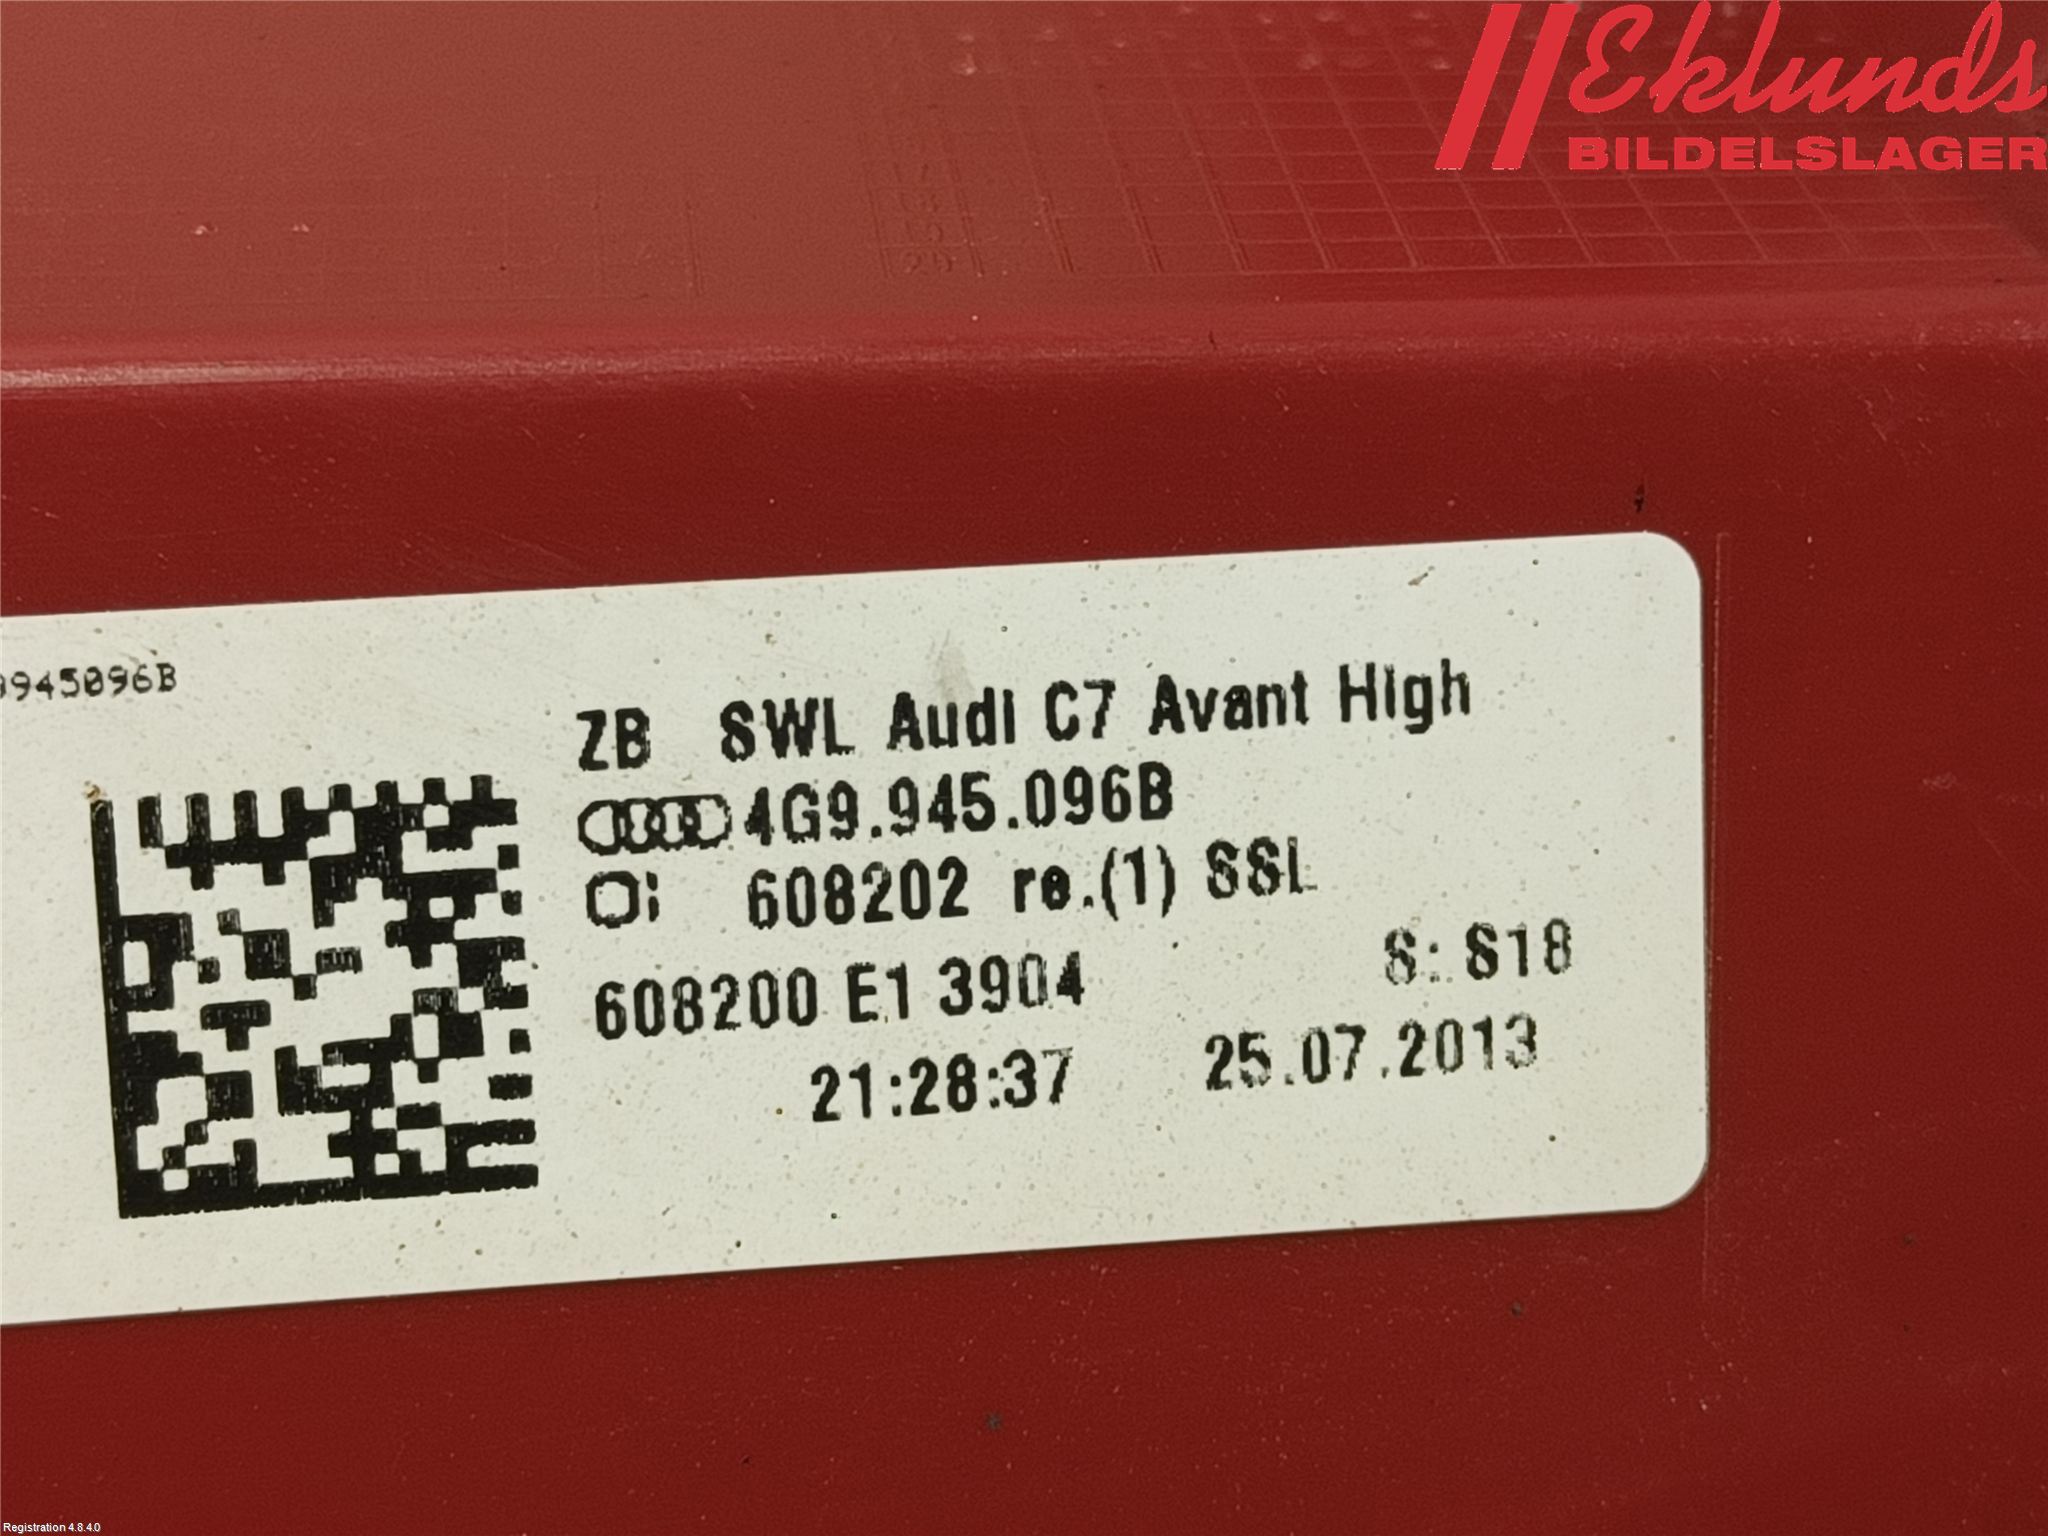 Eklunds
BILDELSLAGER
9945096B
ZB SWL Audi C7 Avant High
4G9.945.096B
608202 re.(1) SSL
608200 E1 3904 S: S18
21:28:37 25.07.2013
Registration 4.8.4.0